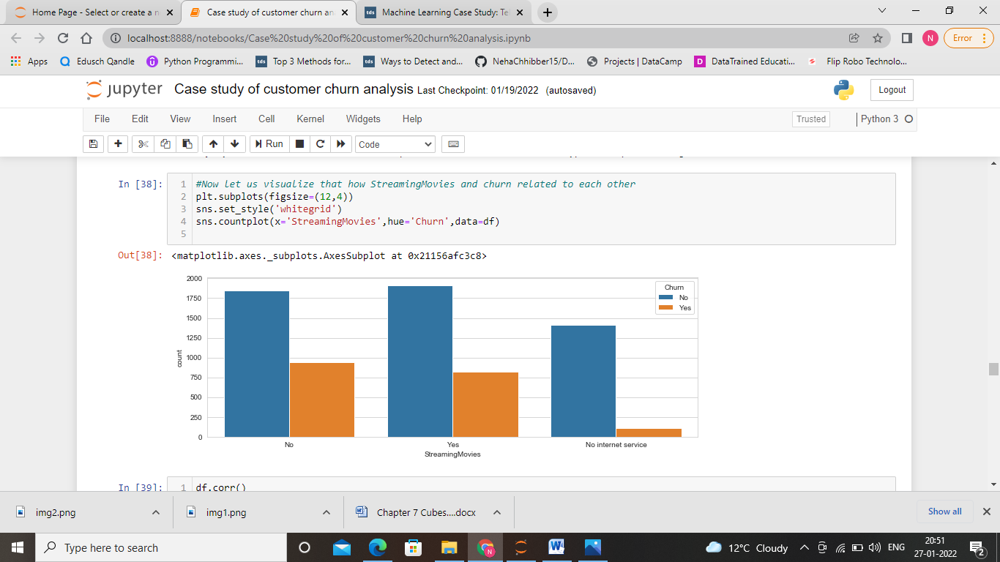 Home Page - Select or create a n
Case study of customer churn an
Machine Learning Case Study: Tel
localhost:8888/notebooks/Case%20study%20of%20customer%20churn%20analysis.ipynb
N
Error
Apps
Edusch Qandle
Python Programmi...
tds
Top 3 Methods for...
tds
Ways to Detect and...
NehaChhibber15/D...
Projects | DataCamp
D
DataTrained Educati...
Flip Robo Technolo...
jupyter
Case study of customer churn analysis Last Checkpoint: 01/19/2022 (autosaved)
Logout
File Edit View Insert Cell Kernel Widgets Help
Trusted
Python 3
Run
Code
In [38]:
1 #Now let us visualize that how StreamingMovies and churn related to each other
2 plt.subplots(figsize=(12,4))
3 sns.set_style('whitegrid')
4 sns.countplot(x='StreamingMovies',hue='Churn',data=df)
5
Out[38]: <matplotlib.axes._subplots.AxesSubplot at 0x21156afc3c8>
2000
1750
1500
1250
1000
750
500
250
0
count
Churn
No
Yes
No Yes No internet service
StreamingMovies
In [39]: 1 df.corr()
img2.png
img1.png
Chapter 7 Cubes....docx
Show all
Type here to search
12°C Cloudy
ENG
20:51
27-01-2022
2